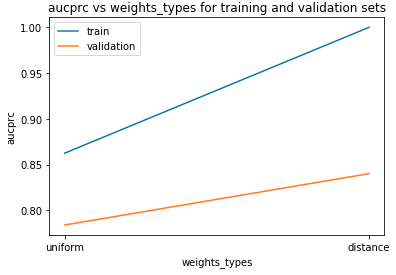 aucprc vs weights_types for training and validation sets
train
validation
1.00
0.95
0.90
0.85
0.80
aucprc
uniform
distance
weights_types